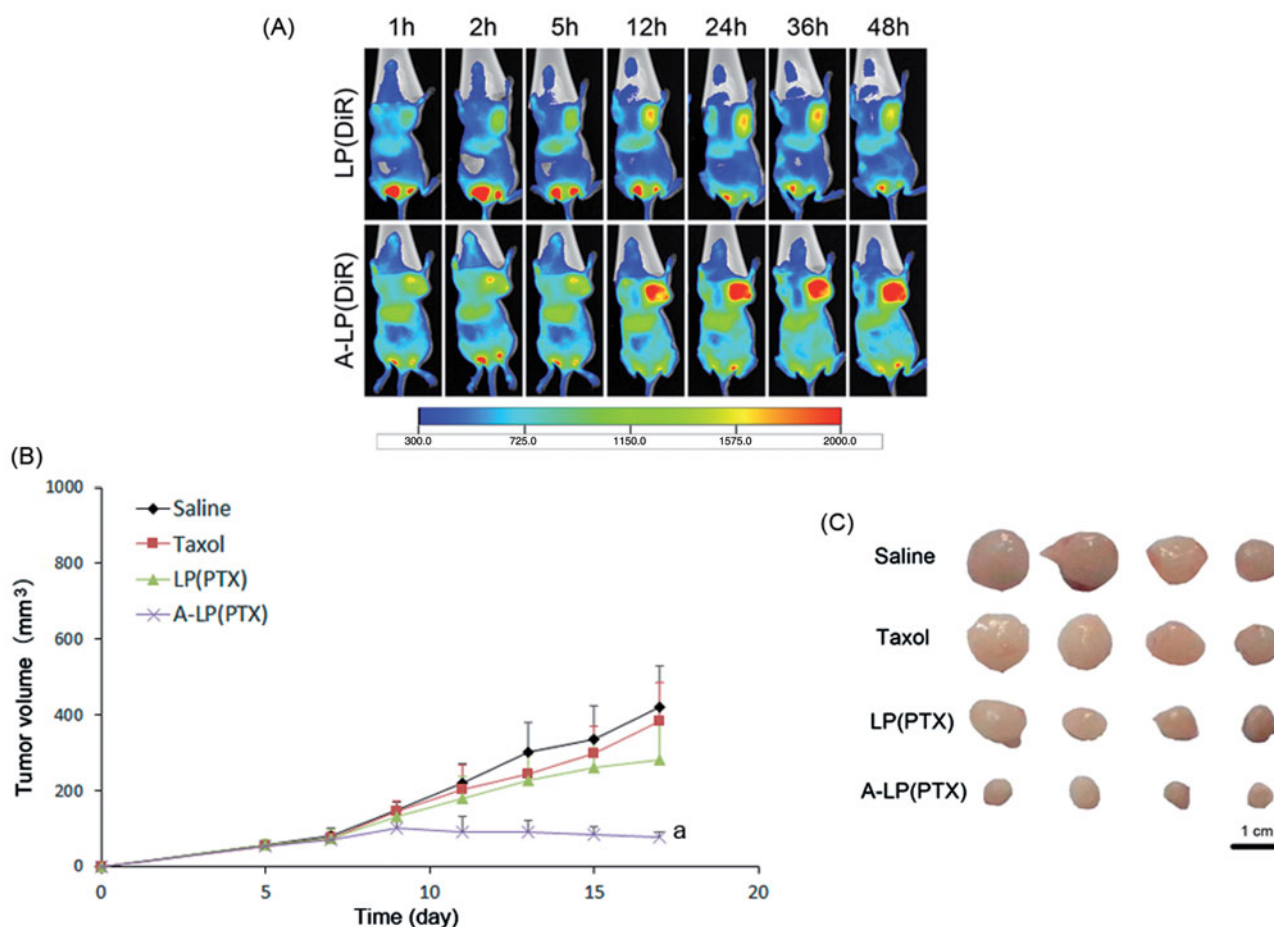 (A)
1h 2h 5h 12h 24h 36h 48h
LP(DiR)
A-LP(DiR)
300.0 725.0 1150.0 1575.0 2000.0
(B)
1000
800
600
400
200
0
Tumor volume (mm³)
Saline
Taxol
LP(PTX)
A-LP(PTX)
a
0 5 10 15 20
Time (day)
(C)
Saline
Taxol
LP(PTX)
A-LP(PTX)
1 cm